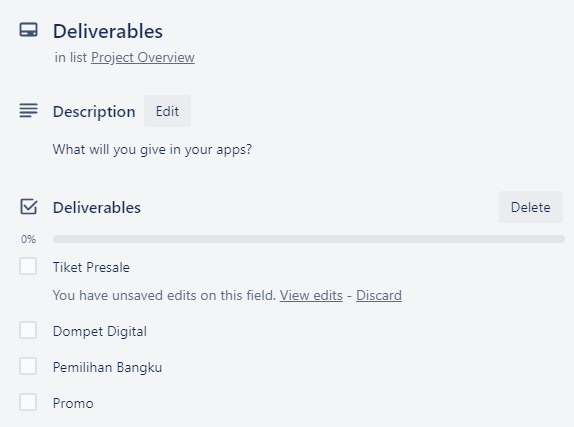 Deliverables
in list Project Overview
Description Edit
What will you give in your apps?
Deliverables Delete
0%
Tiket Presale
You have unsaved edits on this field. View edits - Discard
Dompet Digital
Pemilihan Bangku
Promo